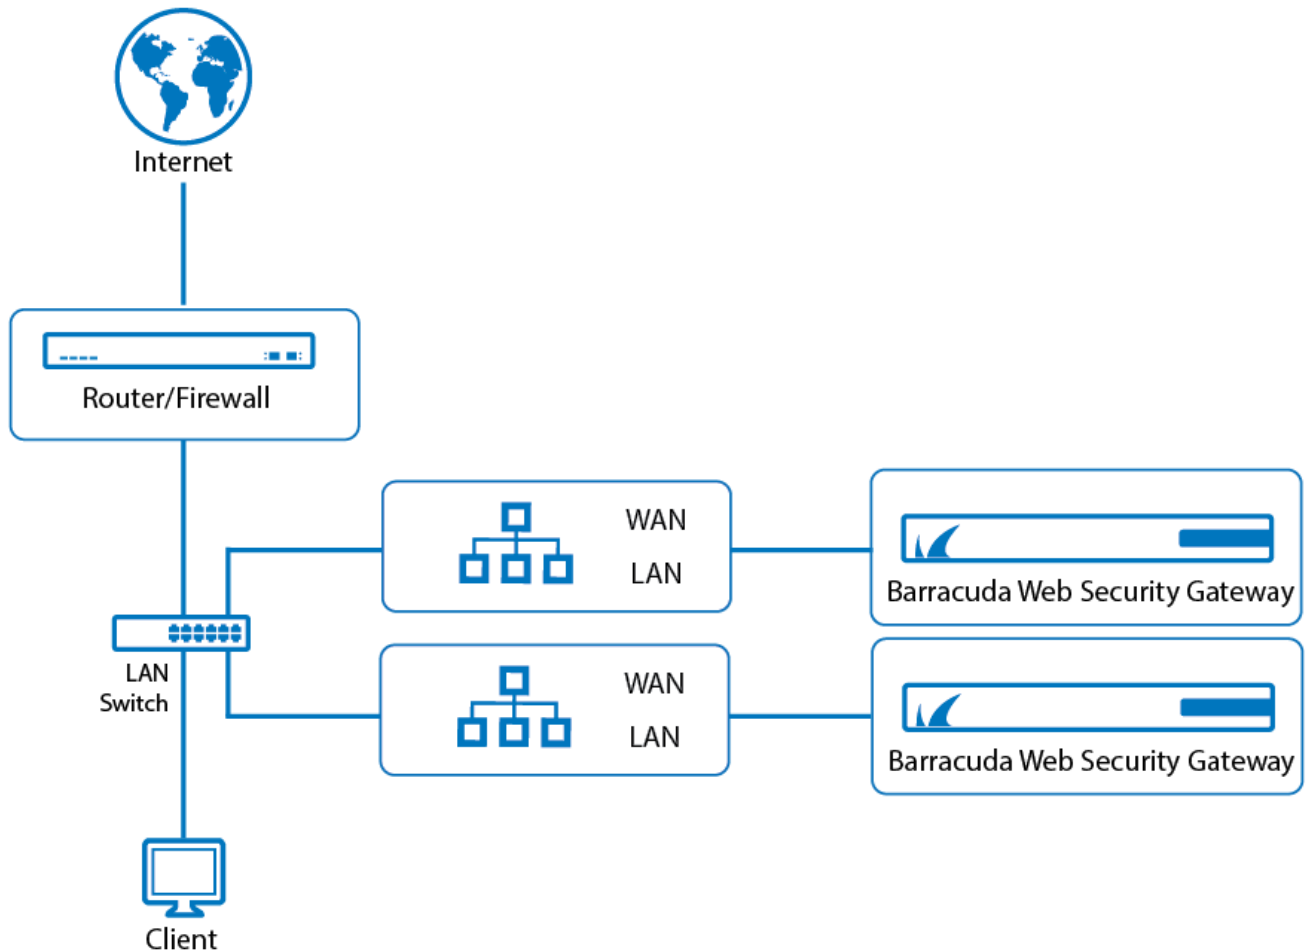 Internet
Router/Firewall
WAN
LAN
Barracuda Web Security Gateway
LAN
Switch
WAN
LAN
Barracuda Web Security Gateway
Client